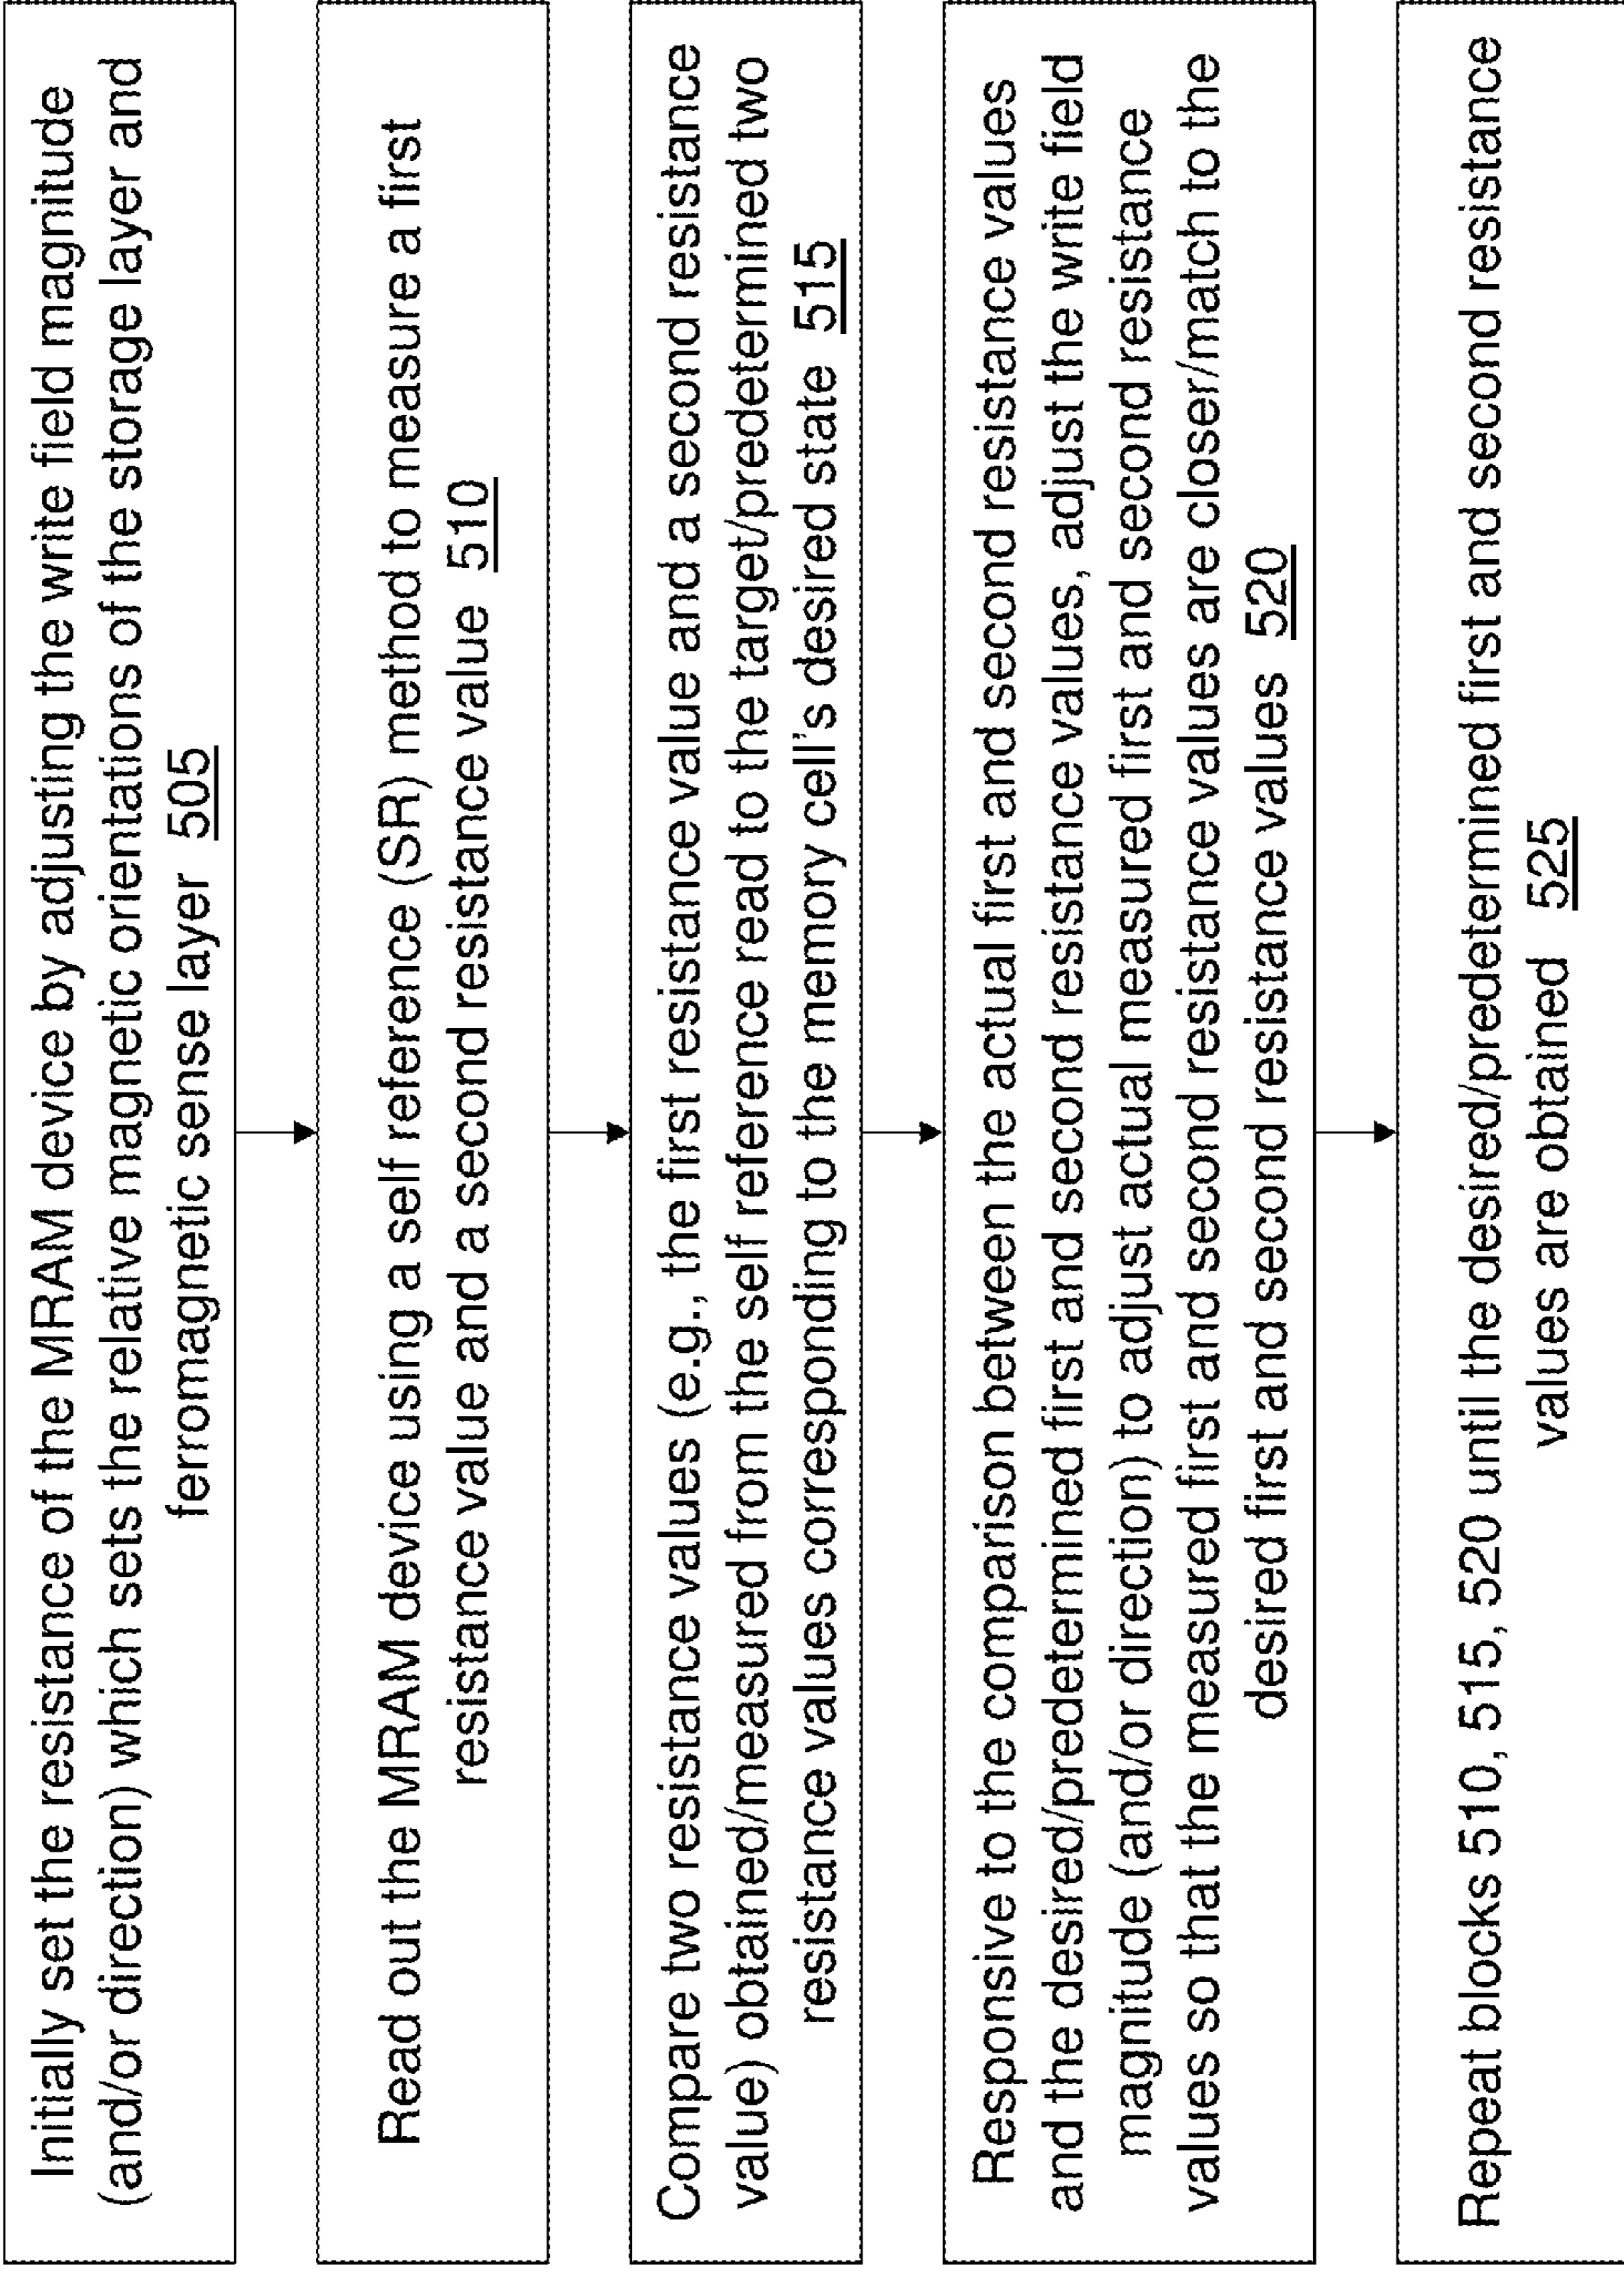 Initially set the resistance of the MRAM device by adjusting the write field magnitude
(and/or direction) which sets the relative magnetic orientations of the storage layer and
ferromagnetic sense layer 505
Read out the MRAM device using a self reference (SR) method to measure a first
resistance value and a second resistance value 510
Compare two resistance values (e.g., the first resistance value and a second resistance
value) obtained/measured from the self reference read to the target/predetermined two
resistance values corresponding to the memory cell's desired state 515
Responsive to the comparison between the actual first and second resistance values
and the desired/predetermined first and second resistance values, adjust the write field
magnitude (and/or direction) to adjust actual measured first and second resistance
values so that the measured first and second resistance values are closer/match to the
desired first and second resistance values 520
Repeat blocks 510, 515, 520 until the desired/predetermined first and second resistance
values are obtained 525